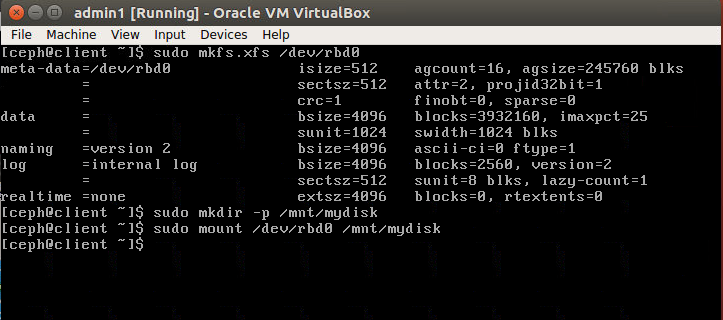 admin1 [Running] - Oracle VM VirtualBox
File Machine View Input Devices Help
[ceph@client ~]$ sudo mkfs.xfs /dev/rbd0
meta-data=/dev/rbd0              isize=512    agcount=16, agsize=245760 blks
         =                       sectsz=512   attr=2, projid32bit=1
         =                       crc=1        finobt=0, sparse=0
data     =                       bsize=4096   blocks=3932160, imaxpct=25
         =                       sunit=1024   swidth=1024 blks
naming   =version 2              bsize=4096   ascii-ci=0 ftype=1
log      =internal log           bsize=4096   blocks=2560, version=2
         =                       sectsz=512   sunit=8 blks, lazy-count=1
realtime =none                   extsz=4096   blocks=0, rtextents=0
[ceph@client ~]$ sudo mkdir -p /mnt/mydisk
[ceph@client ~]$ sudo mount /dev/rbd0 /mnt/mydisk
[ceph@client ~]$